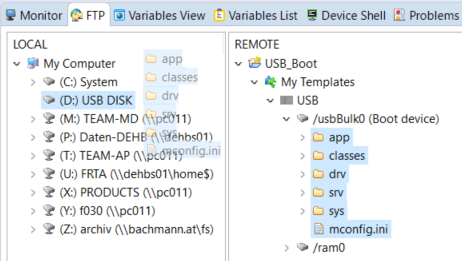 Monitor FTP Variables View Variables List Device Shell Problems
LOCAL
My Computer
(C:) System
(D:) USB DISK
(M:) TEAM-MD (\\pc011)
(P:) Daten-DEHB (\\dehbs01)
(T:) TEAM-AP (\\pc011)
(U:) FRTA (\\dehbs01\home$)
(X:) PRODUCTS (\\pc011)
(Y:) f030 (\\pc011)
(Z:) archiv (\\bachmann.at\fs)
app
classes
drv
srv
sys
mconfig.ini
REMOTE
USB_Boot
My Templates
USB
/usbBulk0 (Boot device)
app
classes
drv
srv
sys
mconfig.ini
/ram0